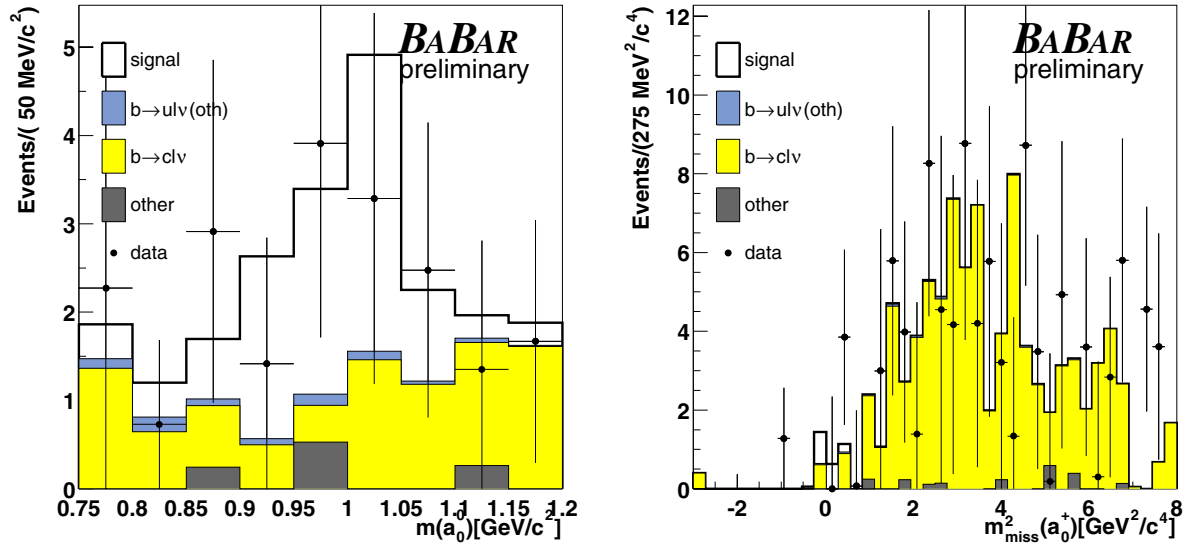 Events/( 50 MeV/c²)
5
4
3
2
1
0
BABAR
preliminary
signal
b→ulν(oth)
b→clν
other
data
0.75 0.8 0.85 0.9 0.95 1 1.05 1.1 1.15 1.2
m(a₀⁺)[GeV/c²]
Events/(275 MeV²/c⁴)
12
10
8
6
4
2
0
BABAR
preliminary
signal
b→ulν(oth)
b→clν
other
data
-2 0 2 4 6 8
m²miss(a₀⁺)[GeV²/c⁴]